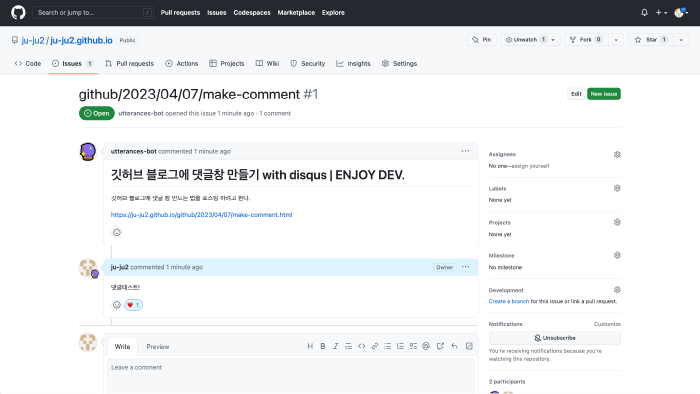 Search or jump to... /
Pull requests Issues Codespaces Marketplace Explore
ju-ju2 / ju-ju2.github.io Public
Pin Unwatch 1 Fork 0 Star 1
Code Issues 1 Pull requests Actions Projects Wiki Security Insights Settings
github/2023/04/07/make-comment #1
Edit New issue
Open utterances-bot opened this issue 1 minute ago · 1 comment
utterances-bot commented 1 minute ago
깃허브 블로그에 댓글창 만들기 with disqus | ENJOY DEV.
깃허브 블로그에 댓글 창 만드는 법을 포스팅 하려고 한다.
https://ju-ju2.github.io/github/2023/04/07/make-comment.html
ju-ju2 commented 1 minute ago Owner
댓글테스트!
1
Write Preview
Leave a comment
Assignees
No one—assign yourself
Labels
None yet
Projects
None yet
Milestone
No milestone
Development
Create a branch for this issue or link a pull request.
Notifications Customize
Unsubscribe
You're receiving notifications because you're
watching this repository.
2 participants